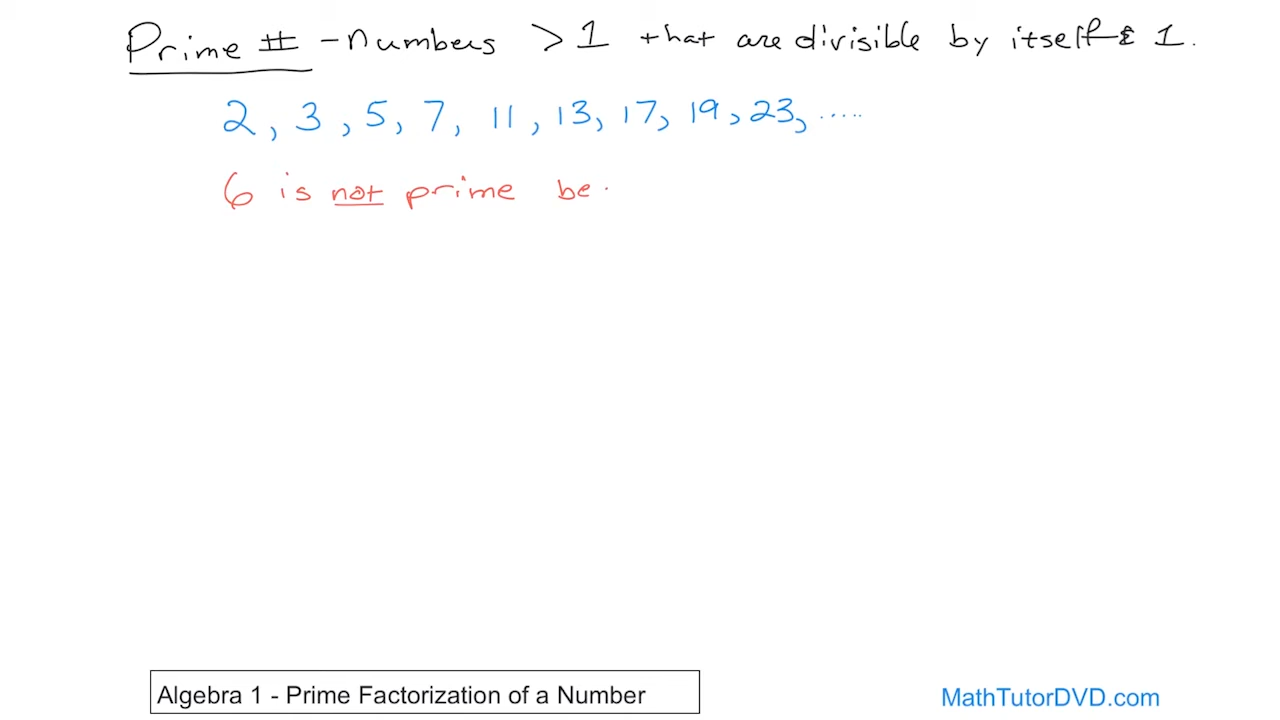 Prime # - numbers > 1 that are divisible by itself & 1.
2, 3, 5, 7, 11, 13, 17, 19, 23, .....
6 is not prime be
Algebra 1 - Prime Factorization of a Number
MathTutorDVD.com